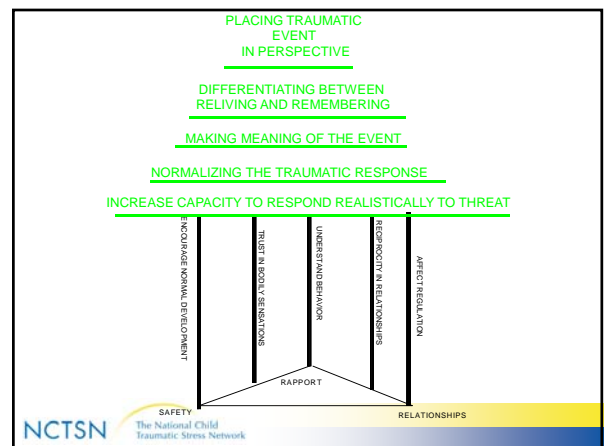 PLACING TRAUMATIC
EVENT
IN PERSPECTIVE
DIFFERENTIATING BETWEEN
RELIVING AND REMEMBERING
MAKING MEANING OF THE EVENT
NORMALIZING THE TRAUMATIC RESPONSE
INCREASE CAPACITY TO RESPOND REALISTICALLY TO THREAT
ENCOURAGE NORMAL DEVELOPMENT
TRUST IN BODILY SENSATIONS
UNDERSTAND BEHAVIOR
RECIPROCITY IN RELATIONSHIPS
AFFECT REGULATION
RAPPORT
SAFETY
RELATIONSHIPS
NCTSN
The National Child
Traumatic Stress Network